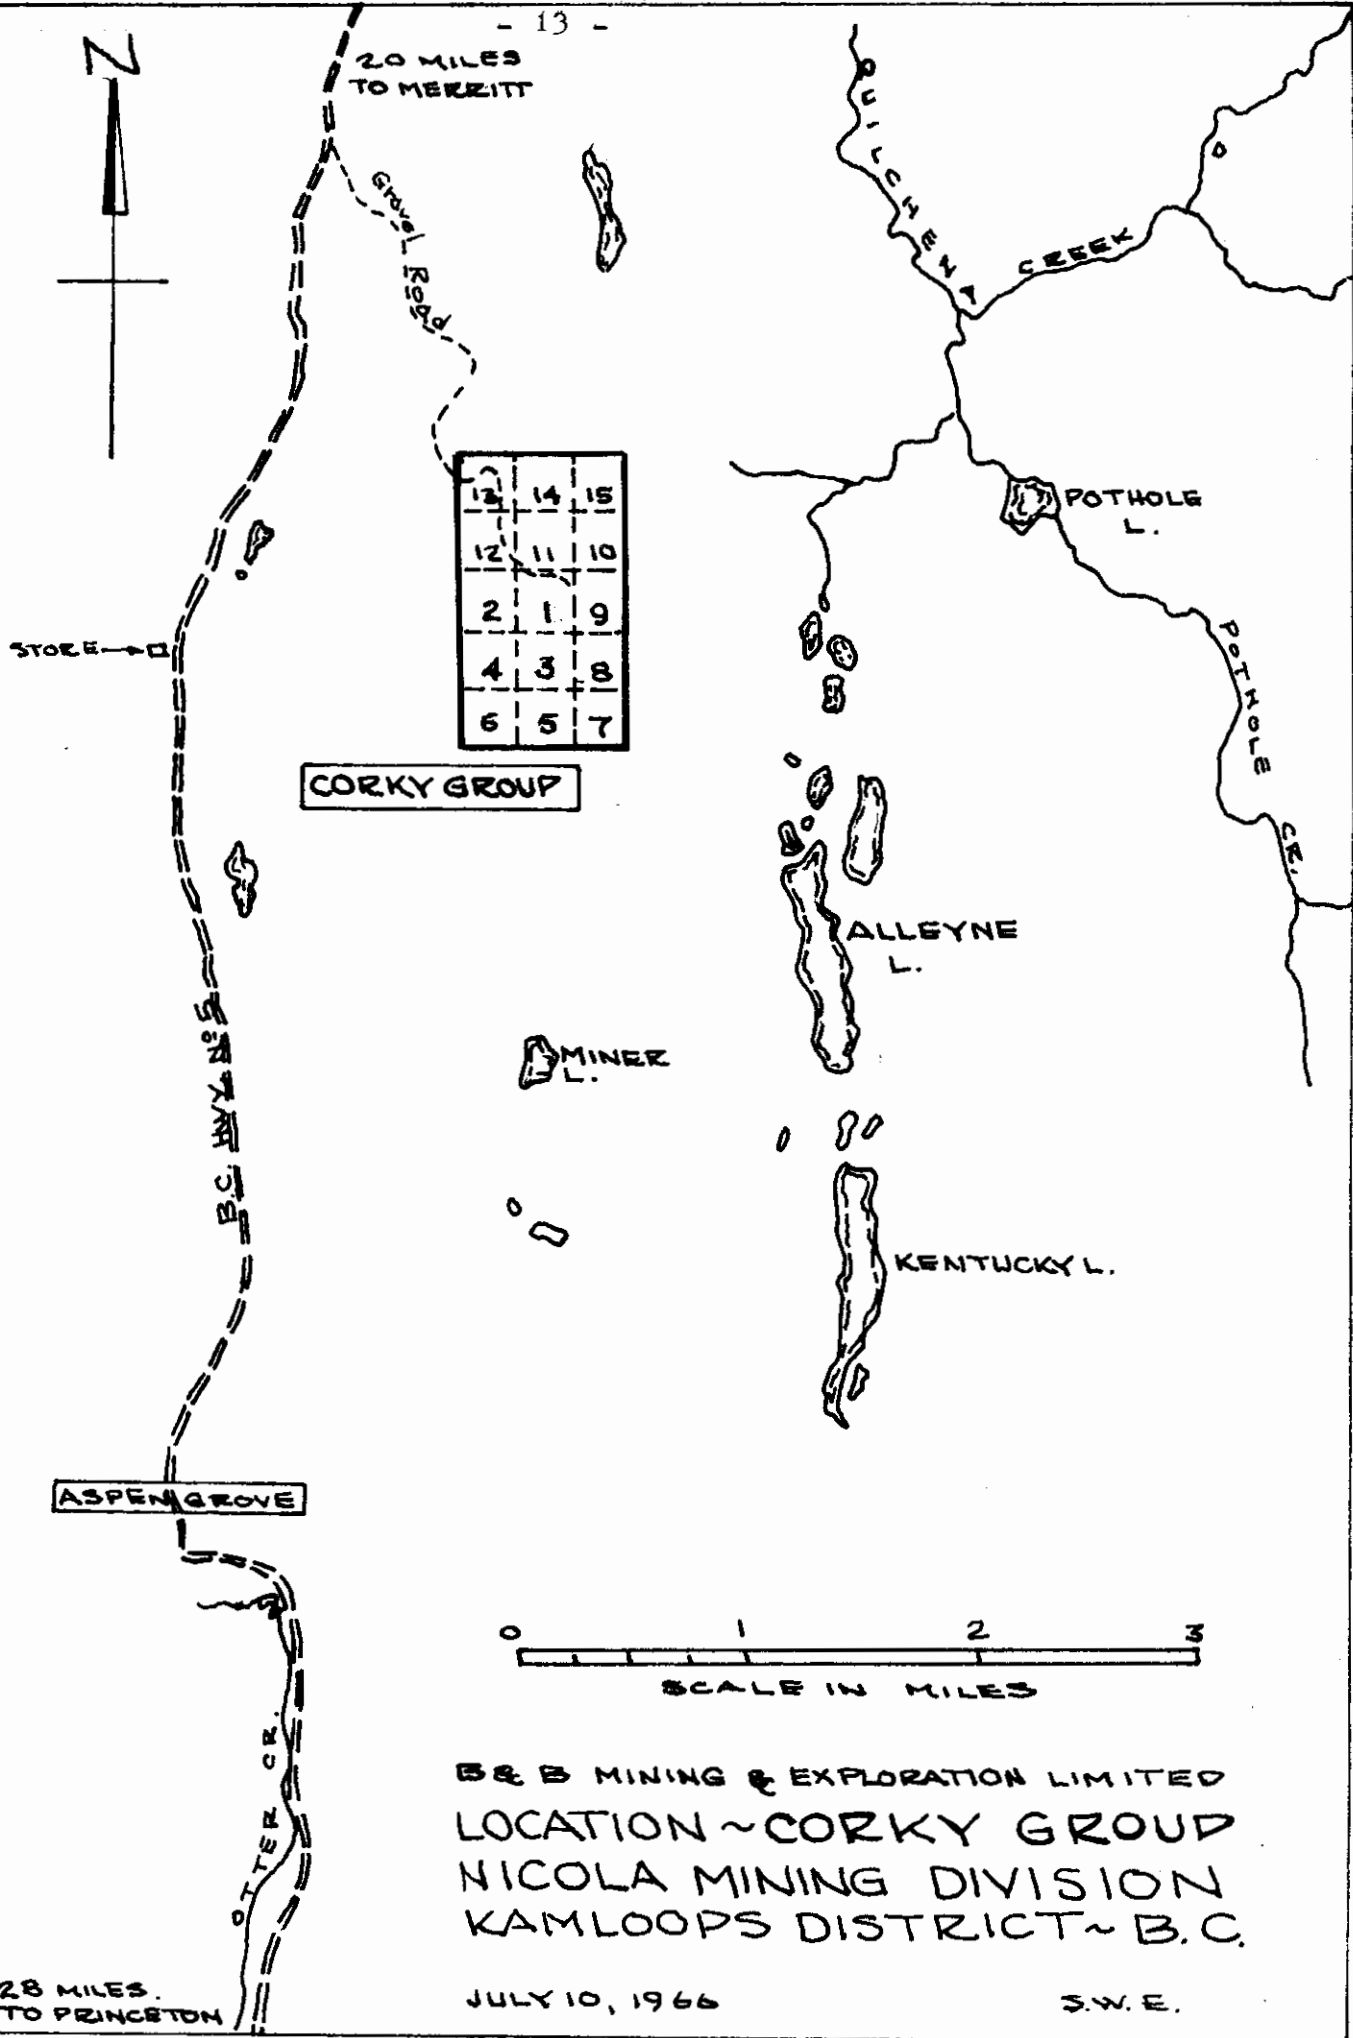 - 13 -
N
20 MILES
TO MERRITT
Gravel Road
QUILCHENA
CREEK
13 14 15
12 11 10
2 1 9
4 3 8
6 5 7
POTHOLE
L.
STORE
POTHOLE CR.
CORKY GROUP
ALLEYNE
L.
B.C. HWY. No 5
MINER
L.
KENTUCKY L.
ASPEN GROVE
0 1 2 3
SCALE IN MILES
OTTER CR.
B & B MINING & EXPLORATION LIMITED
LOCATION ~ CORKY GROUP
NICOLA MINING DIVISION
KAMLOOPS DISTRICT ~ B.C.
28 MILES.
TO PRINCETON
JULY 10, 1966
S.W.E.